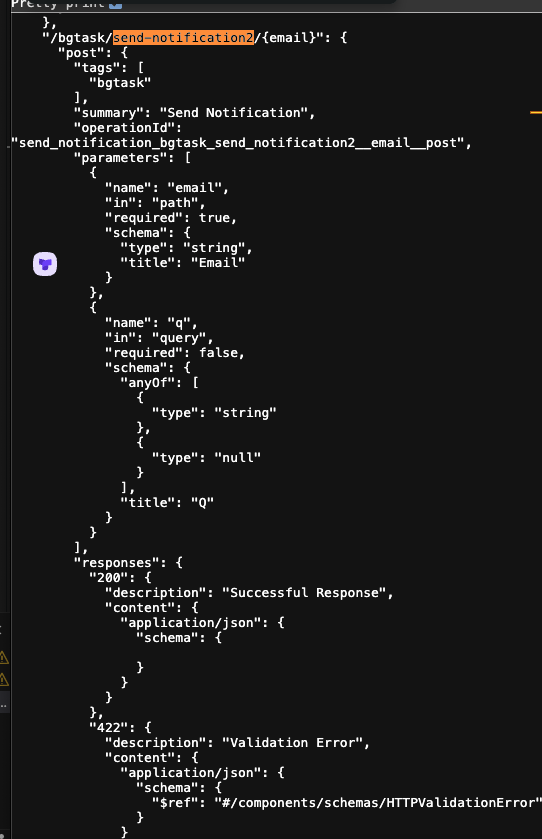 Pretty print
},
"/bgtask/send-notification2/{email}": {
"post": {
"tags": [
"bgtask"
],
"summary": "Send Notification",
"operationId":
"send_notification_bgtask_send_notification2__email__post",
"parameters": [
{
"name": "email",
"in": "path",
"required": true,
"schema": {
"type": "string",
"title": "Email"
}
},
{
"name": "q",
"in": "query",
"required": false,
"schema": {
"anyOf": [
{
"type": "string"
},
{
"type": "null"
}
],
"title": "Q"
}
}
],
"responses": {
"200": {
"description": "Successful Response",
"content": {
"application/json": {
"schema": {
}
}
}
},
"422": {
"description": "Validation Error",
"content": {
"application/json": {
"schema": {
"$ref": "#/components/schemas/HTTPValidationError"
}
}